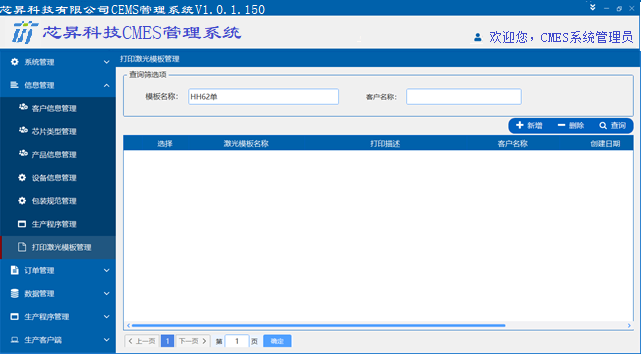 芯昇科技有限公司CEMS管理系统V1.0.1.150
芯昇科技CMES管理系统
欢迎您，CMES系统管理员
系统管理
信息管理
客户信息管理
芯片类型管理
产品信息管理
设备信息管理
包装规范管理
生产程序管理
打印激光模板管理
订单管理
数据管理
生产程序管理
生产客户端
打印激光模板管理
查询筛选项
模板名称： HH62单 客户名称：
新增 删除 查询
选择 激光模板名称 打印描述 客户名称 创建日期
上一页 1 下一页 第 1 页 确定